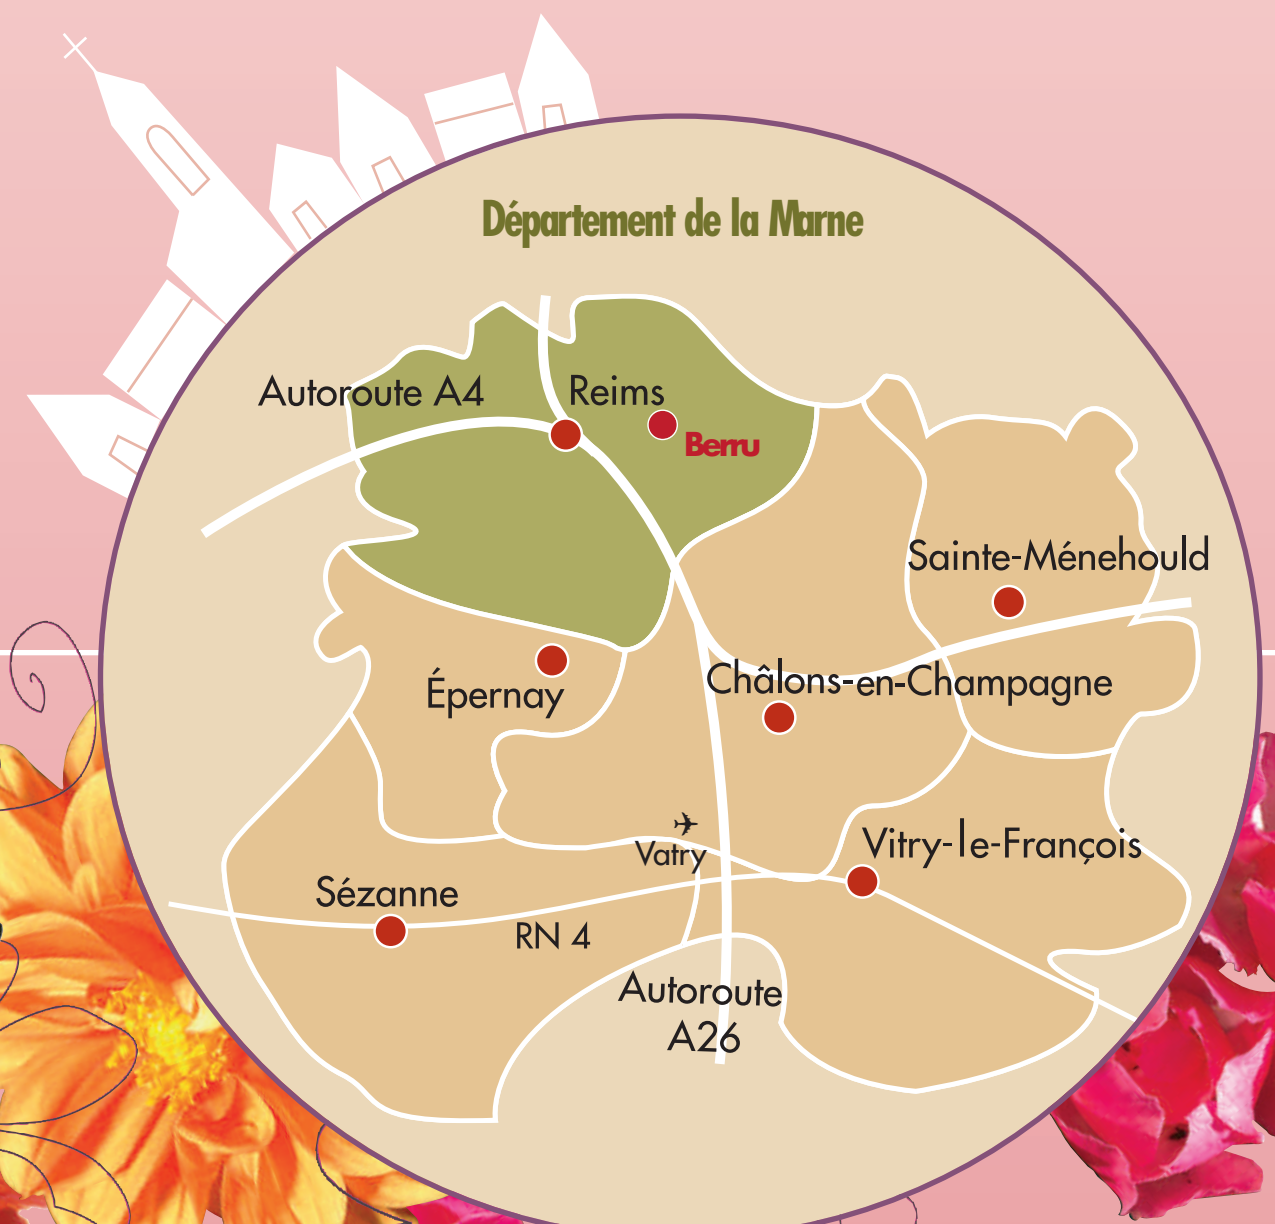 Département de la Marne
Autoroute A4
Reims
Berru
Sainte-Ménehould
Épernay
Châlons-en-Champagne
Vatry
Vitry-le-François
Sézanne
RN 4
Autoroute
A26